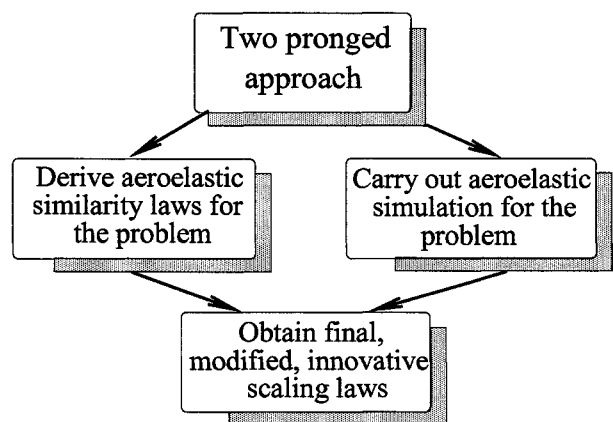 Two pronged
approach
Derive aeroelastic
similarity laws for
the problem
Carry out aeroelastic
simulation for the
problem
Obtain final,
modified, innovative
scaling laws